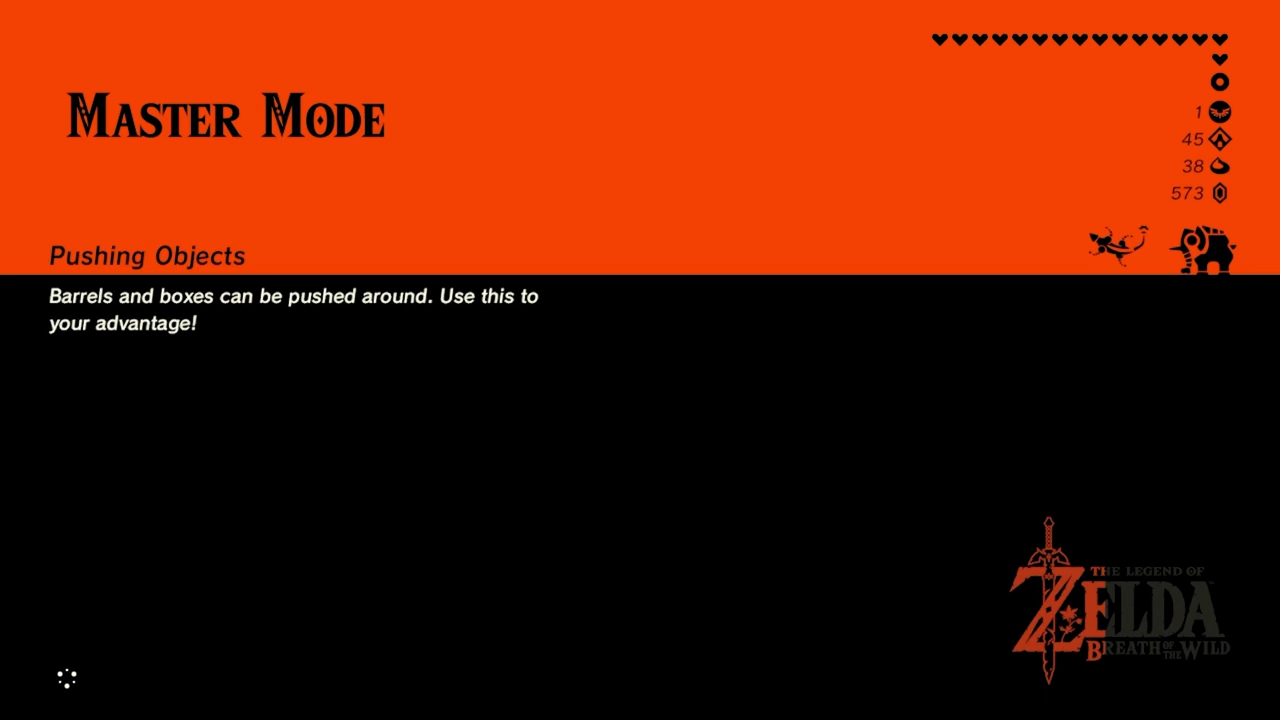 Master Mode
1
45
38
573
Pushing Objects
Barrels and boxes can be pushed around. Use this to
your advantage!
THE LEGEND OF
ZELDA
BREATH OF THE WILD